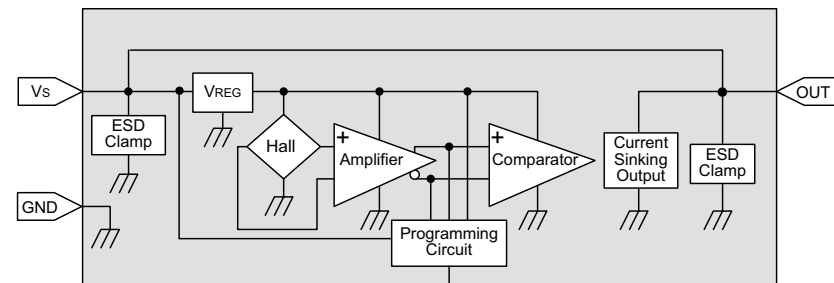 Vs
VREG
OUT
ESD
Clamp
Hall
+
Amplifier
+
Comparator
Current
Sinking
Output
ESD
Clamp
GND
Programming
Circuit